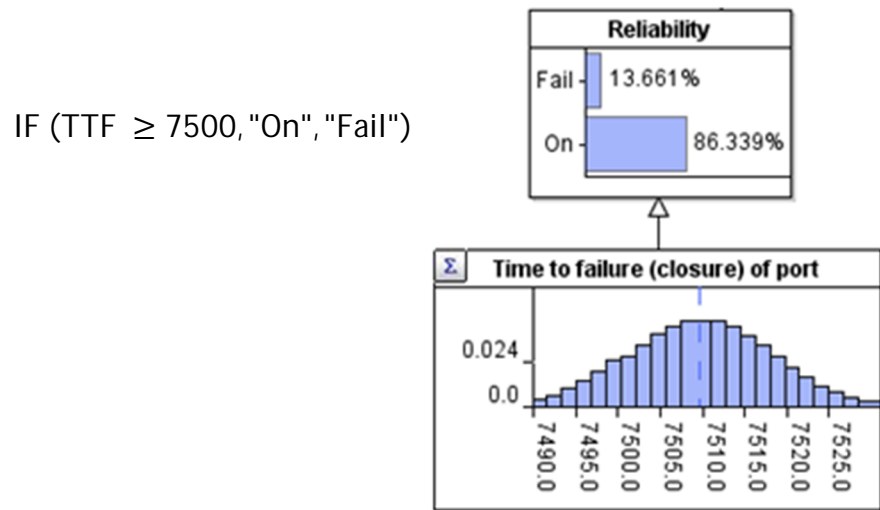 Reliability
Fail 13.661%
IF (TTF ≥ 7500, "On", "Fail")
On 86.339%
Σ Time to failure (closure) of port
0.024
0.0
7490.0 7495.0 7500.0 7505.0 7510.0 7515.0 7520.0 7525.0